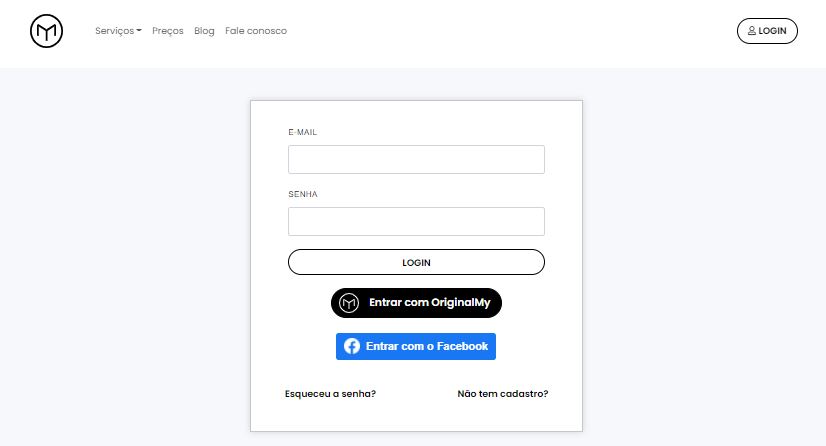 Serviços Preços Blog Fale conosco LOGIN
E-MAIL
SENHA
LOGIN
Entrar com OriginalMy
Entrar com o Facebook
Esqueceu a senha? Não tem cadastro?